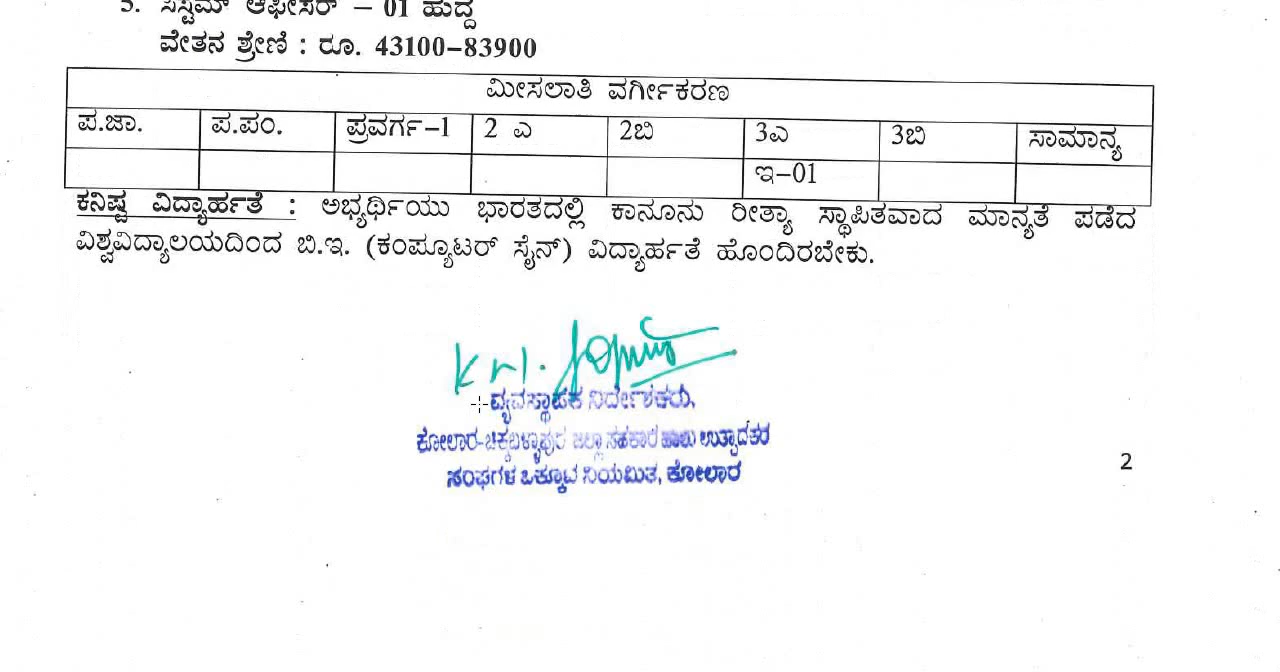 5. ಸಿಸ್ಟಮ್ ಆಫೀಸರ್ – 01 ಹುದ್ದೆ
ವೇತನ ಶ್ರೇಣಿ : ರೂ. 43100–83900
ಮೀಸಲಾತಿ ವರ್ಗೀಕರಣ
ಪ.ಜಾ. ಪ.ಪಂ. ಪ್ರವರ್ಗ–1 2 ಎ 2ಬಿ 3ಎ 3ಬಿ ಸಾಮಾನ್ಯ
ಇ–01
ಕನಿಷ್ಟ ವಿದ್ಯಾರ್ಹತೆ : ಅಭ್ಯರ್ಥಿಯು ಭಾರತದಲ್ಲಿ ಕಾನೂನು ರೀತ್ಯಾ ಸ್ಥಾಪಿತವಾದ ಮಾನ್ಯತೆ ಪಡೆದ
ವಿಶ್ವವಿದ್ಯಾಲಯದಿಂದ ಬಿ.ಇ. (ಕಂಪ್ಯೂಟರ್ ಸೈನ್) ವಿದ್ಯಾರ್ಹತೆ ಹೊಂದಿರಬೇಕು.
ವ್ಯವಸ್ಥಾಪಕ ನಿರ್ದೇಶಕರು,
ಕೋಲಾರ-ಚಿಕ್ಕಬಳ್ಳಾಪುರ ಜಿಲ್ಲಾ ಸಹಕಾರ ಹಾಲು ಉತ್ಪಾದಕರ
ಸಂಘಗಳ ಒಕ್ಕೂಟ ನಿಯಮಿತ, ಕೋಲಾರ
2